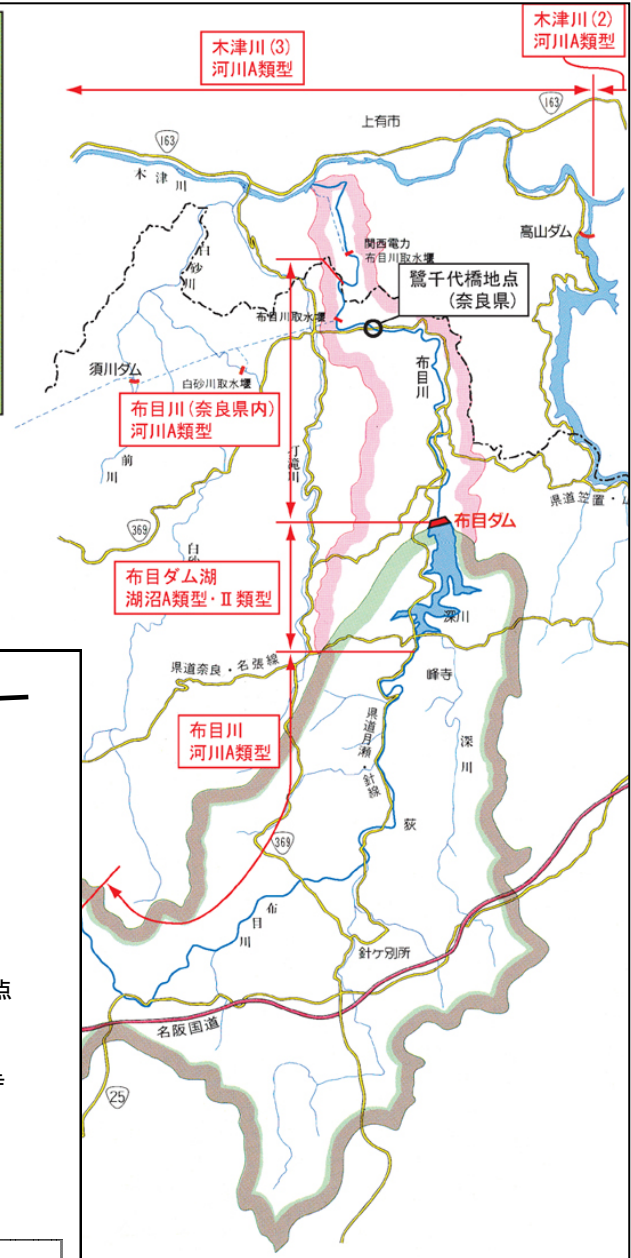 木津川(2)
河川A類型
木津川(3)
河川A類型
163
上有市
163
木津川
高山ダム
白砂川
関西電力
布目川取水堰
鷺千代橋地点
(奈良県)
布目川取水堰
布目川
須川ダム
白砂川取水堰
布目川(奈良県内)
河川A類型
前川
打滝川
県道笠置・
369
布目ダム
白砂
布目ダム湖
湖沼A類型・Ⅱ類型
深川
県道奈良・名張線
峰寺
布目川
河川A類型
県道月瀬・針線
深川
荻
369
布目川
針ヶ別所
点
名阪国道
25